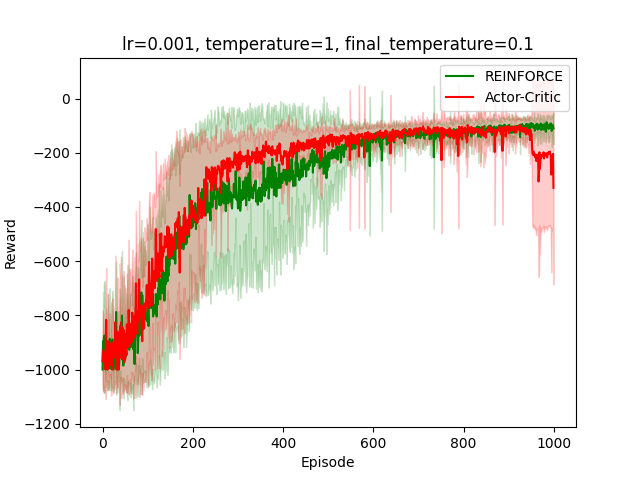 lr=0.001, temperature=1, final_temperature=0.1
REINFORCE
Actor-Critic
0
−200
−400
−600
−800
−1000
−1200
Reward
0 200 400 600 800 1000
Episode